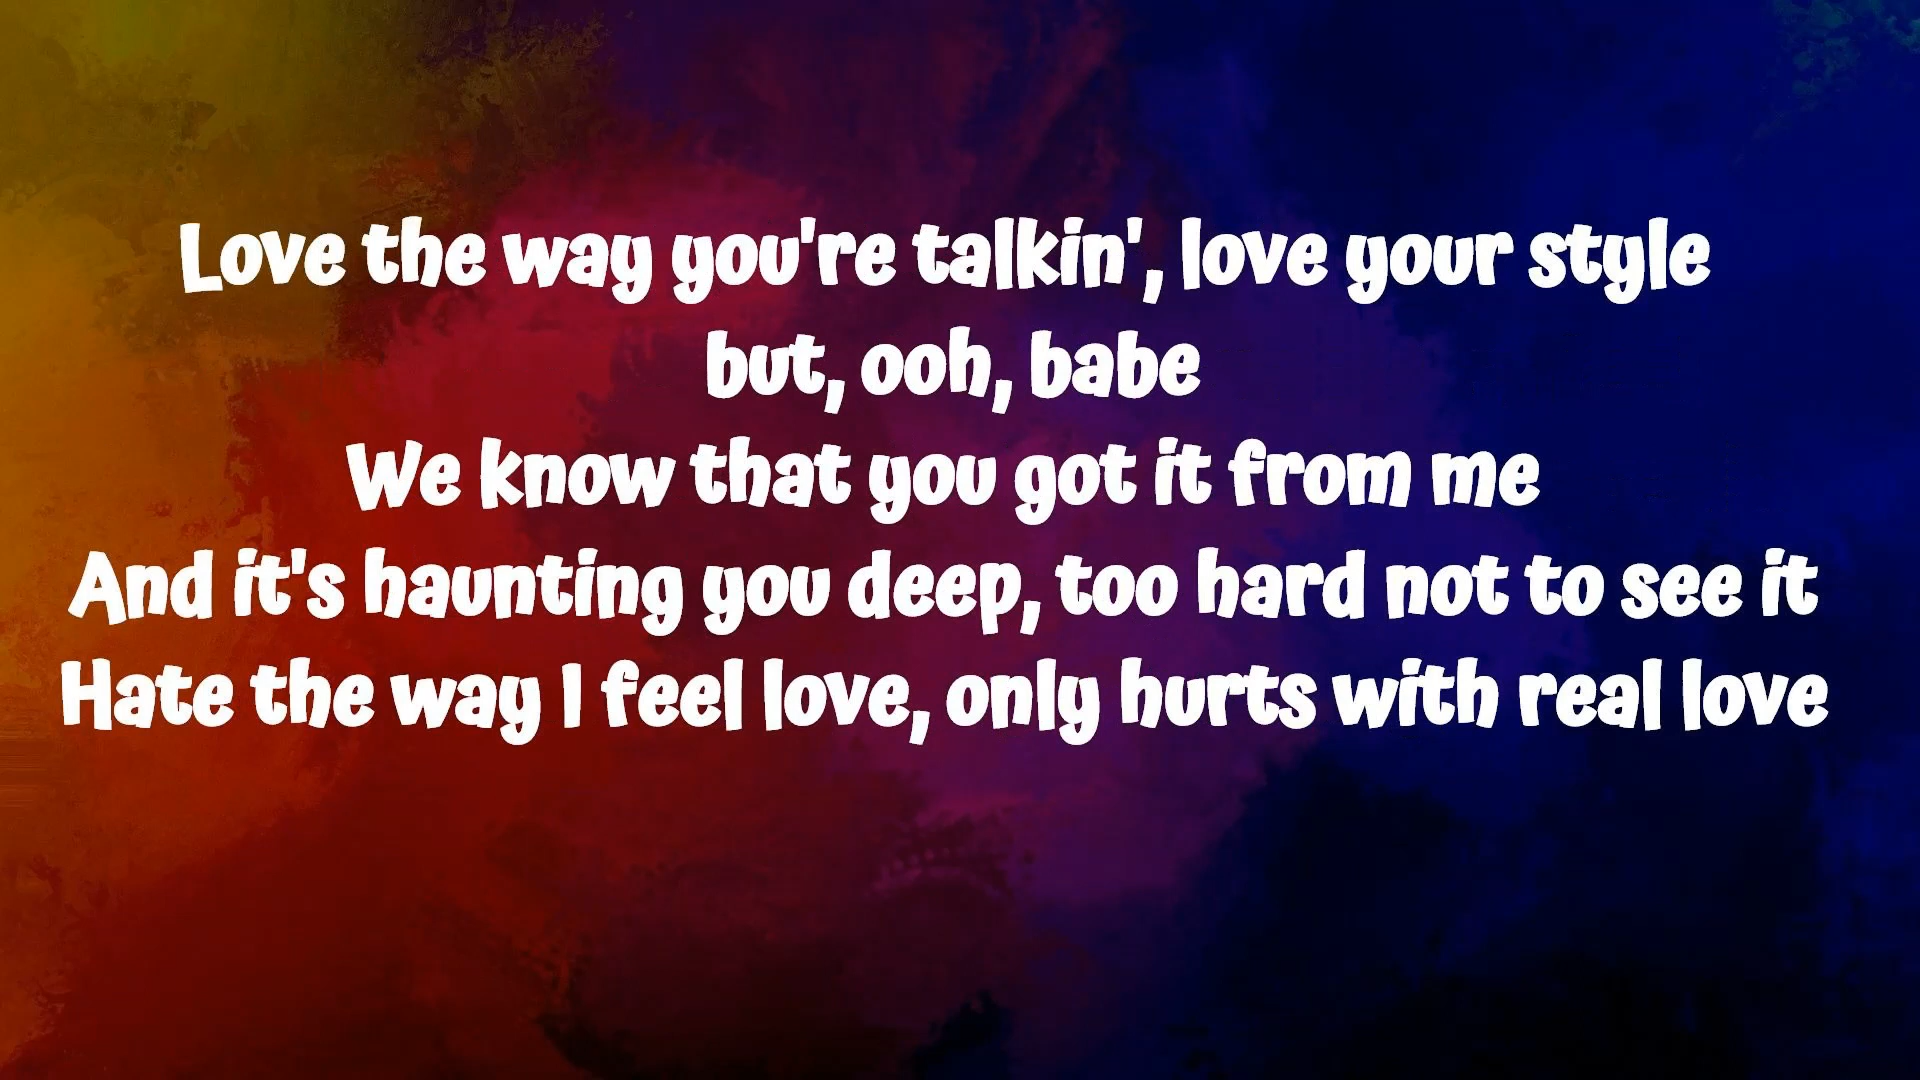 Love the way you're talkin', love your style
but, ooh, babe
We know that you got it from me
And it's haunting you deep, too hard not to see it
Hate the way I feel love, only hurts with real love